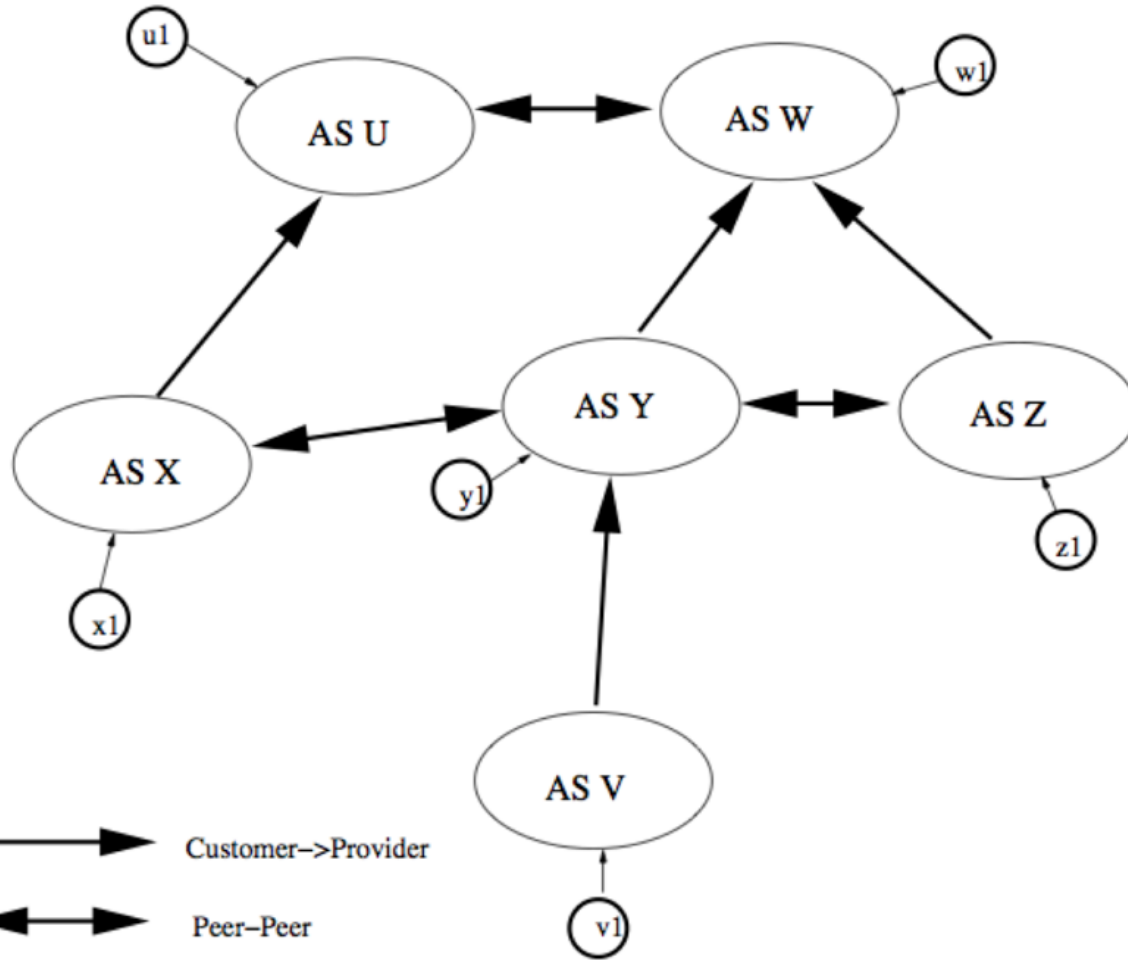 u1
w1
AS U
AS W
AS Y
AS Z
AS X
y1
z1
x1
AS V
Customer–>Provider
Peer–Peer
v1